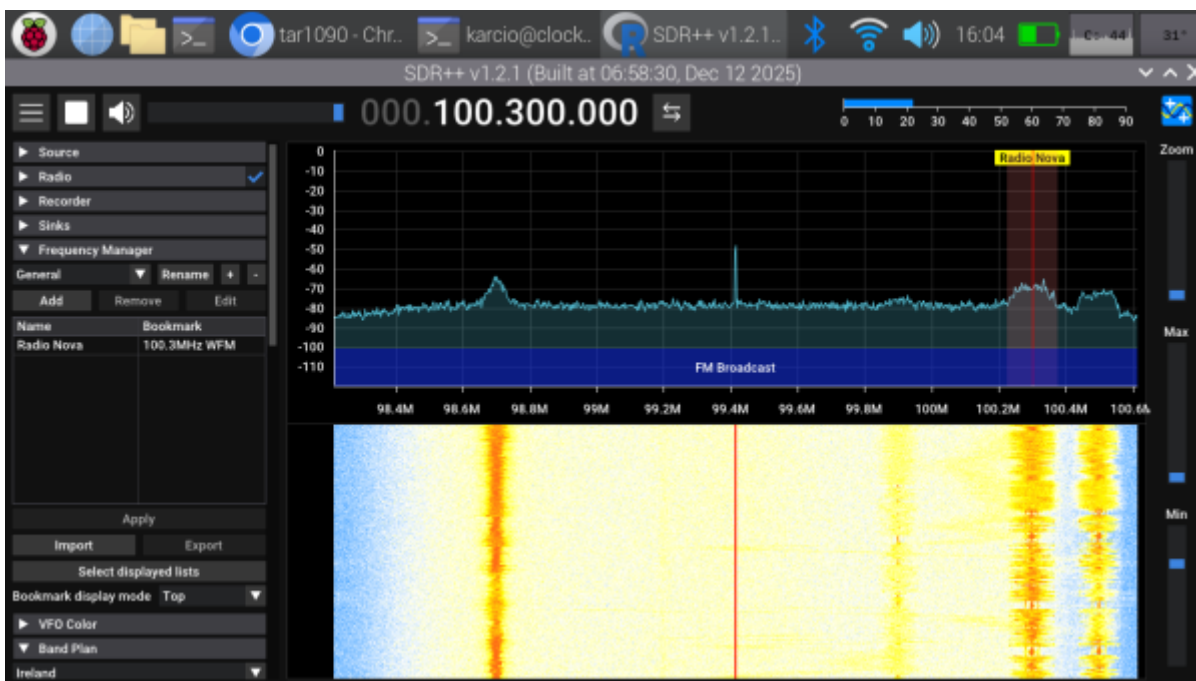 tar1090 - Chr.. karcio@clock.. SDR++ v1.2.1.. 16:04 31°
SDR++ v1.2.1 (Built at 06:58:30, Dec 12 2025)
000.100.300.000
0 10 20 30 40 50 60 70 80 90
Source
Radio
Recorder
Sinks
Frequency Manager
General Rename + -
Add Remove Edit
Name Bookmark
Radio Nova 100.3MHz WFM
Apply
Import Export
Select displayed lists
Bookmark display mode Top
VFO Color
Band Plan
Ireland
0
-10
-20
-30
-40
-50
-60
-70
-80
-90
-100
-110
Radio Nova
FM Broadcast
98.4M 98.6M 98.8M 99M 99.2M 99.4M 99.6M 99.8M 100M 100.2M 100.4M 100.6M
Zoom
Max
Min